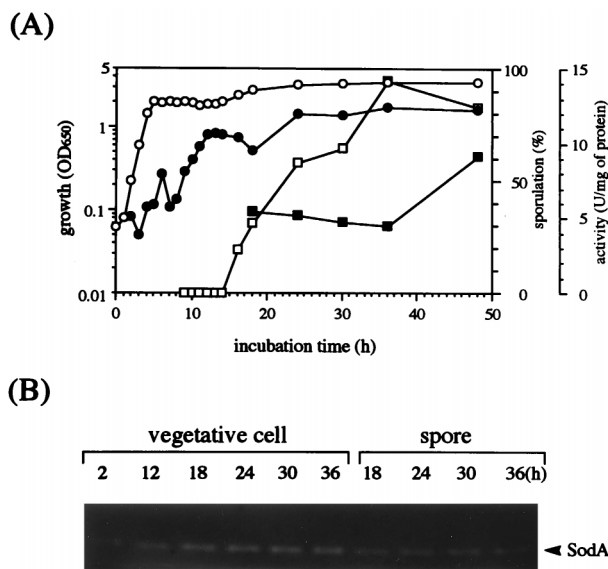 (A)
5
1
0.1
0.01
growth (OD650)
0
10
20
30
40
50
incubation time (h)
100
50
0
sporulation (%)
15
10
5
0
activity (U/mg of protein)
(B)
vegetative cell spore
2 12 18 24 30 36 18 24 30 36(h)
SodA